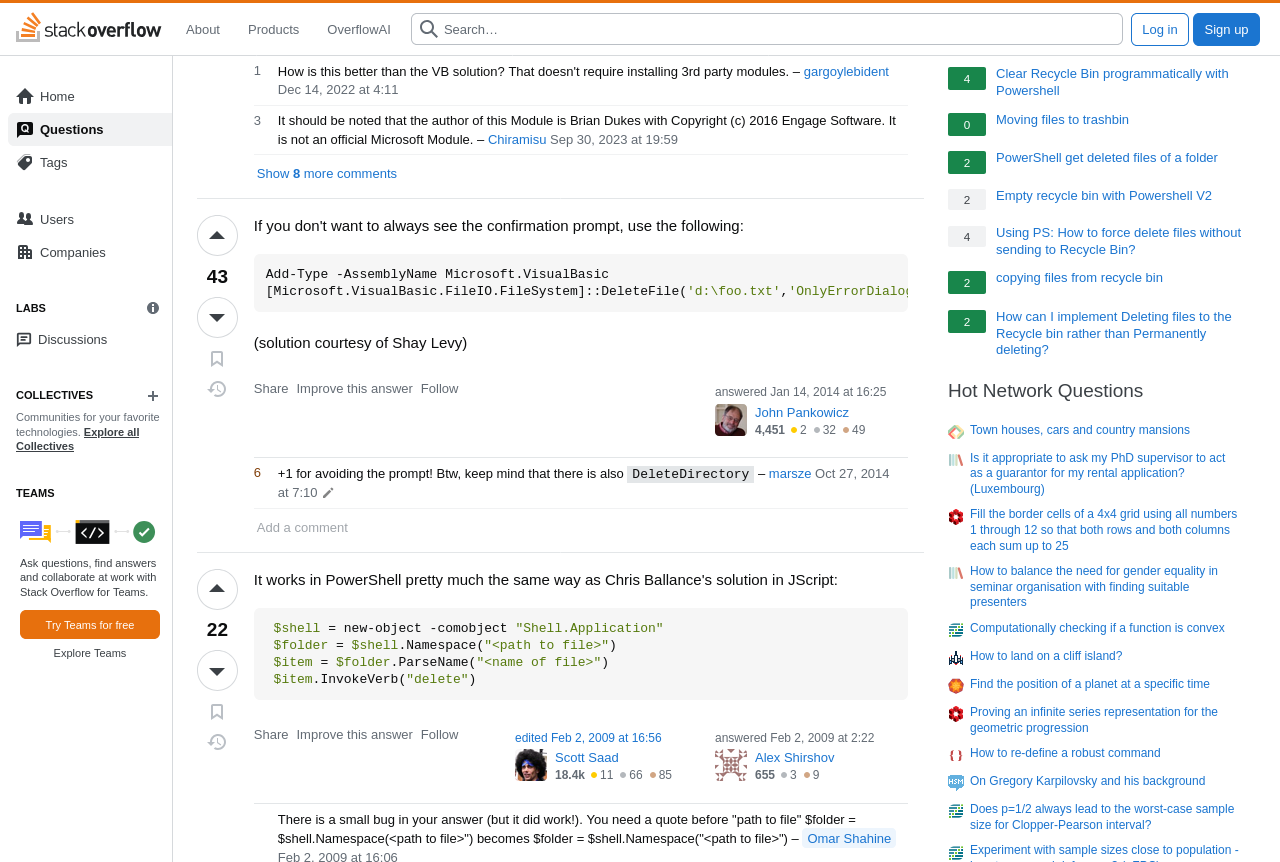 stack overflow
About
Products
OverflowAI
Search…
Log in
Sign up
Home
Questions
Tags
Users
Companies
LABS
Discussions
COLLECTIVES
Communities for your favorite
technologies. Explore all
Collectives
TEAMS
Ask questions, find answers
and collaborate at work with
Stack Overflow for Teams.
Try Teams for free
Explore Teams
1 How is this better than the VB solution? That doesn't require installing 3rd party modules. – gargoylebident
Dec 14, 2022 at 4:11
3 It should be noted that the author of this Module is Brian Dukes with Copyright (c) 2016 Engage Software. It
is not an official Microsoft Module. – Chiramisu Sep 30, 2023 at 19:59
Show 8 more comments
If you don't want to always see the confirmation prompt, use the following:
43
Add-Type -AssemblyName Microsoft.VisualBasic
[Microsoft.VisualBasic.FileIO.FileSystem]::DeleteFile('d:\foo.txt','OnlyErrorDialog
(solution courtesy of Shay Levy)
Share Improve this answer Follow
answered Jan 14, 2014 at 16:25
John Pankowicz
4,451 2 32 49
6 +1 for avoiding the prompt! Btw, keep mind that there is also DeleteDirectory – marsze Oct 27, 2014
at 7:10
Add a comment
It works in PowerShell pretty much the same way as Chris Ballance's solution in JScript:
22
$shell = new-object -comobject "Shell.Application"
$folder = $shell.Namespace("<path to file>")
$item = $folder.ParseName("<name of file>")
$item.InvokeVerb("delete")
Share Improve this answer Follow
edited Feb 2, 2009 at 16:56
Scott Saad
18.4k 11 66 85
answered Feb 2, 2009 at 2:22
Alex Shirshov
655 3 9
There is a small bug in your answer (but it did work!). You need a quote before "path to file" $folder =
$shell.Namespace(<path to file>") becomes $folder = $shell.Namespace("<path to file>") – Omar Shahine
Feb 2, 2009 at 16:06
4 Clear Recycle Bin programmatically with
Powershell
0 Moving files to trashbin
2 PowerShell get deleted files of a folder
2 Empty recycle bin with Powershell V2
4 Using PS: How to force delete files without
sending to Recycle Bin?
2 copying files from recycle bin
2 How can I implement Deleting files to the
Recycle bin rather than Permanently
deleting?
Hot Network Questions
Town houses, cars and country mansions
Is it appropriate to ask my PhD supervisor to act
as a guarantor for my rental application?
(Luxembourg)
Fill the border cells of a 4x4 grid using all numbers
1 through 12 so that both rows and both columns
each sum up to 25
How to balance the need for gender equality in
seminar organisation with finding suitable
presenters
Computationally checking if a function is convex
How to land on a cliff island?
Find the position of a planet at a specific time
Proving an infinite series representation for the
geometric progression
How to re-define a robust command
On Gregory Karpilovsky and his background
Does p=1/2 always lead to the worst-case sample
size for Clopper-Pearson interval?
Experiment with sample sizes close to population -